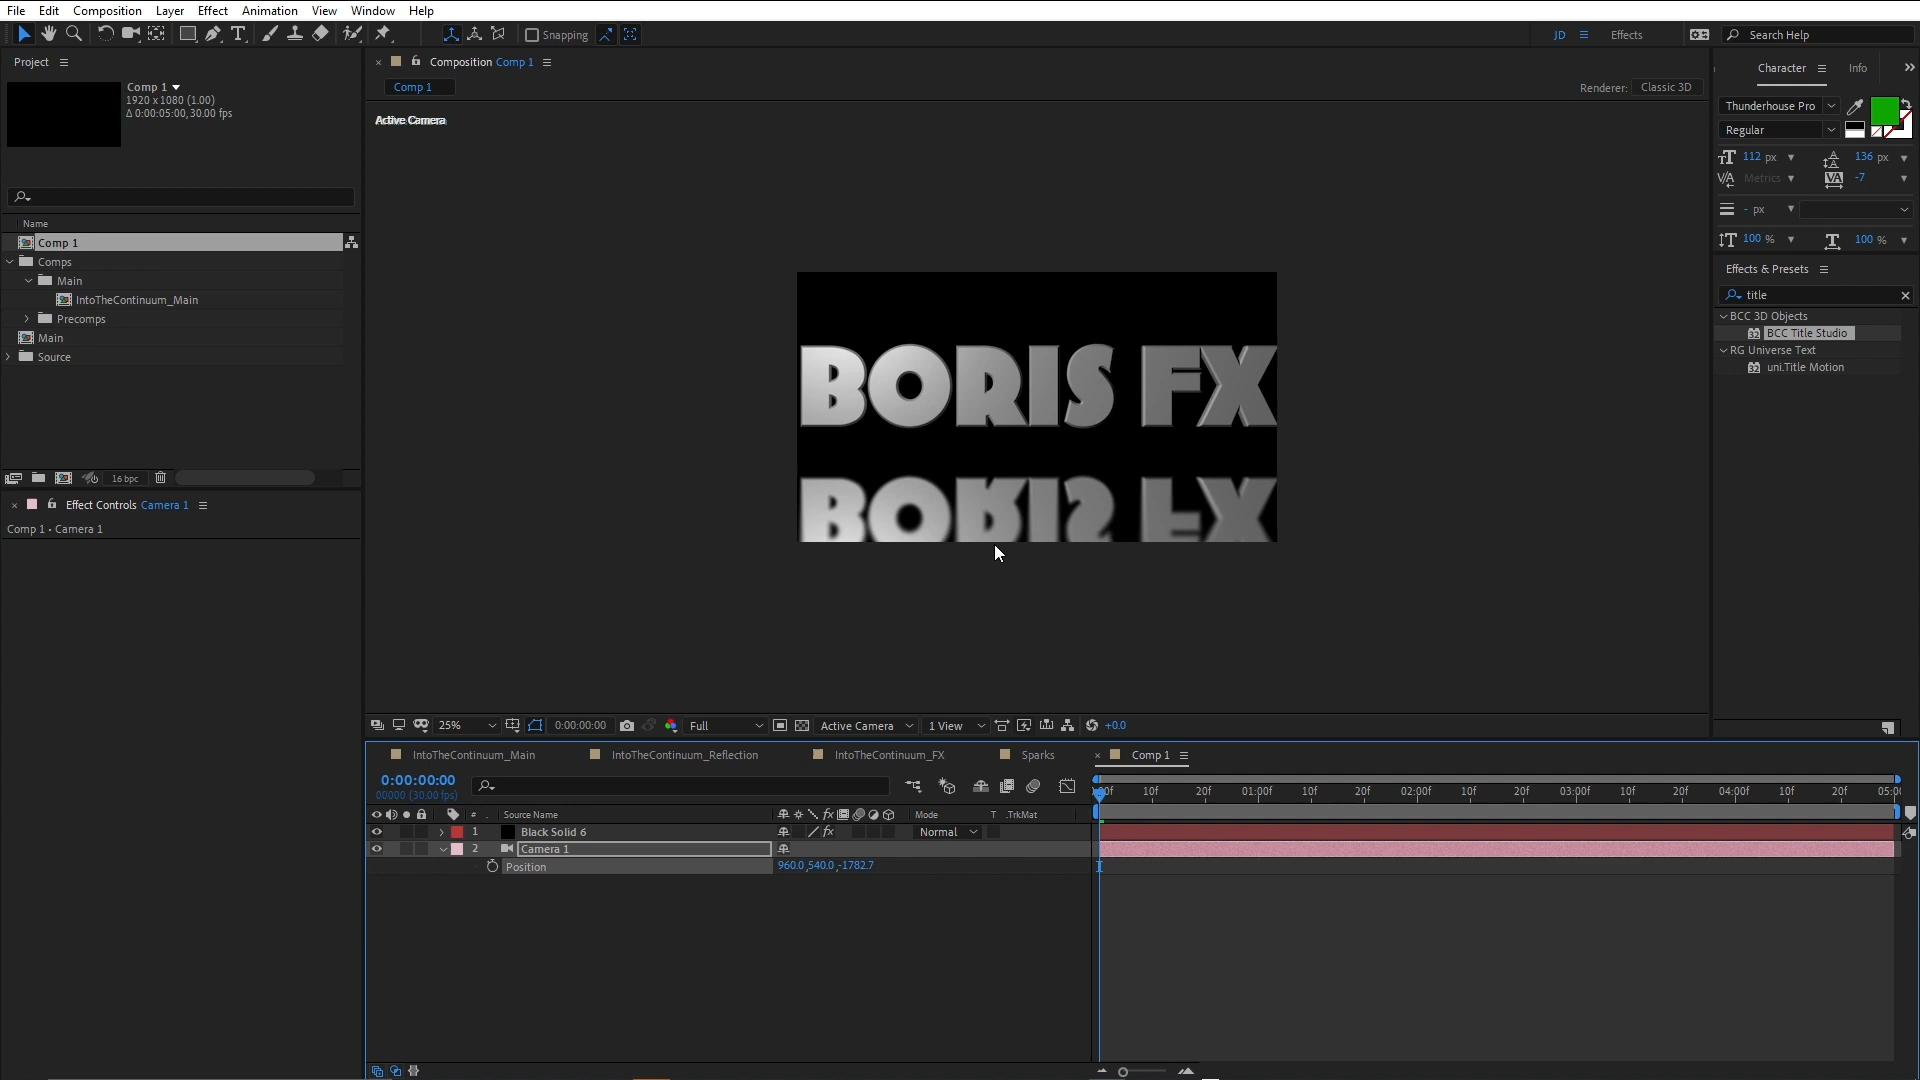 File Edit Composition Layer Effect Animation View Window Help
Snapping
JD
Effects
Search Help
Project
Comp 1
1920 x 1080 (1.00)
Δ 0:00:05:00, 30.00 fps
Name
Comp 1
Comps
Main
IntoTheContinuum_Main
Precomps
Main
Source
16 bpc
Effect Controls Camera 1
Comp 1 • Camera 1
Composition Comp 1
Comp 1
Renderer: Classic 3D
Active Camera
BORIS FX
25%
0:00:00:00
Full
Active Camera
1 View
+0.0
Character
Info
Thunderhouse Pro
Regular
112 px
136 px
Metrics
-7
- px
100 %
100 %
Effects & Presets
title
BCC 3D Objects
BCC Title Studio
RG Universe Text
uni.Title Motion
IntoTheContinuum_Main
IntoTheContinuum_Reflection
IntoTheContinuum_FX
Sparks
Comp 1
0:00:00:00
00000 (30.00 fps)
10f 20f 01:00f 10f 20f 02:00f 10f 20f 03:00f 10f 20f 04:00f 10f 20f
# Source Name
Mode T .TrkMat
1 Black Solid 6 Normal
2 Camera 1
Position 960.0,540.0,-1782.7